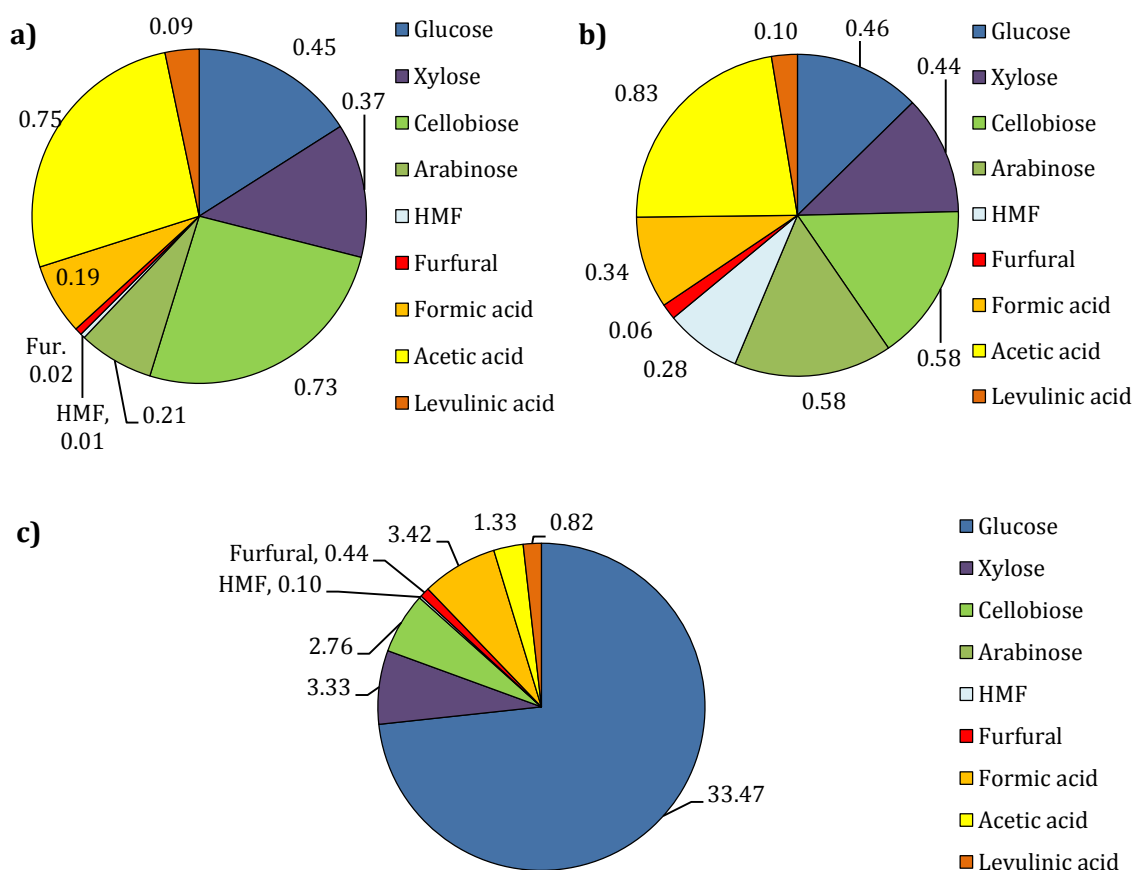 a)
0.09
0.45
0.37
0.75
0.19
Fur.
0.02
HMF,
0.01
0.21
0.73
Glucose
Xylose
Cellobiose
Arabinose
HMF
Furfural
Formic acid
Acetic acid
Levulinic acid
b)
0.10
0.46
0.44
0.83
0.34
0.06
0.28
0.58
0.58
Glucose
Xylose
Cellobiose
Arabinose
HMF
Furfural
Formic acid
Acetic acid
Levulinic acid
c)
3.42
1.33
0.82
Furfural, 0.44
HMF, 0.10
2.76
3.33
33.47
Glucose
Xylose
Cellobiose
Arabinose
HMF
Furfural
Formic acid
Acetic acid
Levulinic acid